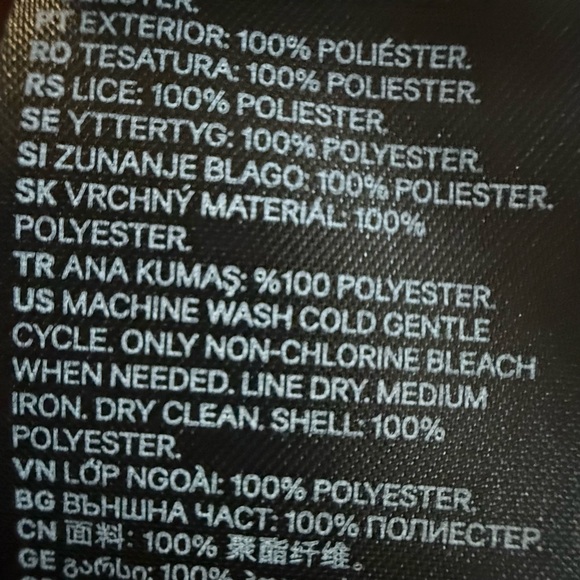 PT EXTERIOR: 100% POLIÉSTER.
RO TESATURA: 100% POLIESTER.
RS LICE: 100% POLIESTER.
SE YTTERTYG: 100% POLYESTER.
SI ZUNANJE BLAGO: 100% POLIESTER.
SK VRCHNÝ MATERIÁL: 100%
POLYESTER.
TR ANA KUMAŞ: %100 POLYESTER.
US MACHINE WASH COLD GENTLE
CYCLE. ONLY NON-CHLORINE BLEACH
WHEN NEEDED. LINE DRY. MEDIUM
IRON. DRY CLEAN. SHELL: 100%
POLYESTER.
VN LỚP NGOÀI: 100% POLYESTER.
BG ВЪНШНА ЧАСТ: 100% ПОЛИЕСТЕР.
CN 面料: 100% 聚酯纤维。
GE გარსი: 100%